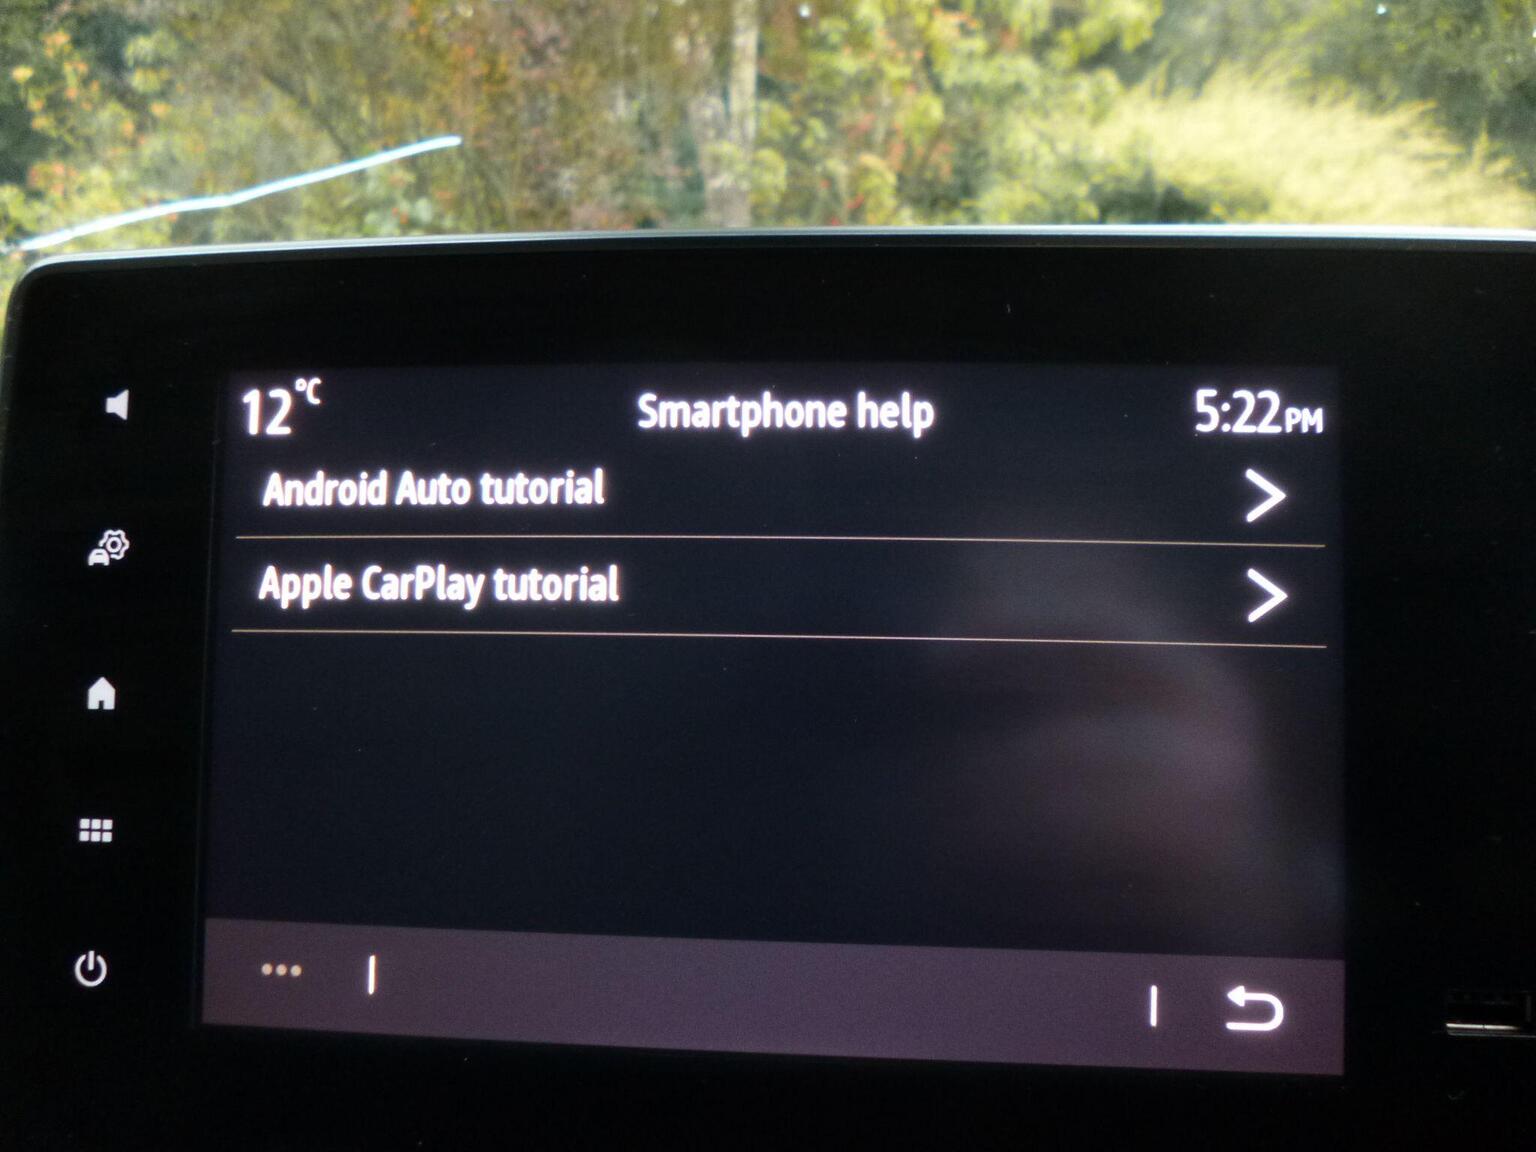 12°C Smartphone help 5:22PM
Android Auto tutorial
Apple CarPlay tutorial